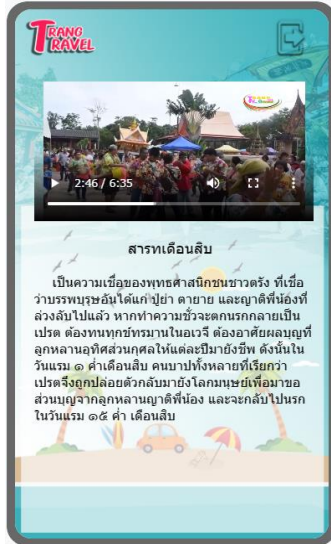 TRANG
TRAVEL
2:46 / 6:35
สารทเดือนสิบ
เป็นความเชื่อของพุทธศาสนิกชนชาวตรัง ที่เชื่อ
ว่าบรรพบุรุษอันได้แก่ ปู่ย่า ตายาย และญาติพี่น้องที่
ล่วงลับไปแล้ว หากทำความชั่วจะตกนรกกลายเป็น
เปรต ต้องทนทุกข์ทรมานในอเวจี ต้องอาศัยผลบุญที่
ลูกหลานอุทิศส่วนกุศลให้แต่ละปีมายังชีพ ดังนั้นใน
วันแรม ๑ ค่ำเดือนสิบ คนบาปทั้งหลายที่เรียกว่า
เปรตจึงถูกปล่อยตัวกลับมายังโลกมนุษย์เพื่อมาขอ
ส่วนบุญจากลูกหลานญาติพี่น้อง และจะกลับไปนรก
ในวันแรม ๑๕ ค่ำ เดือนสิบ